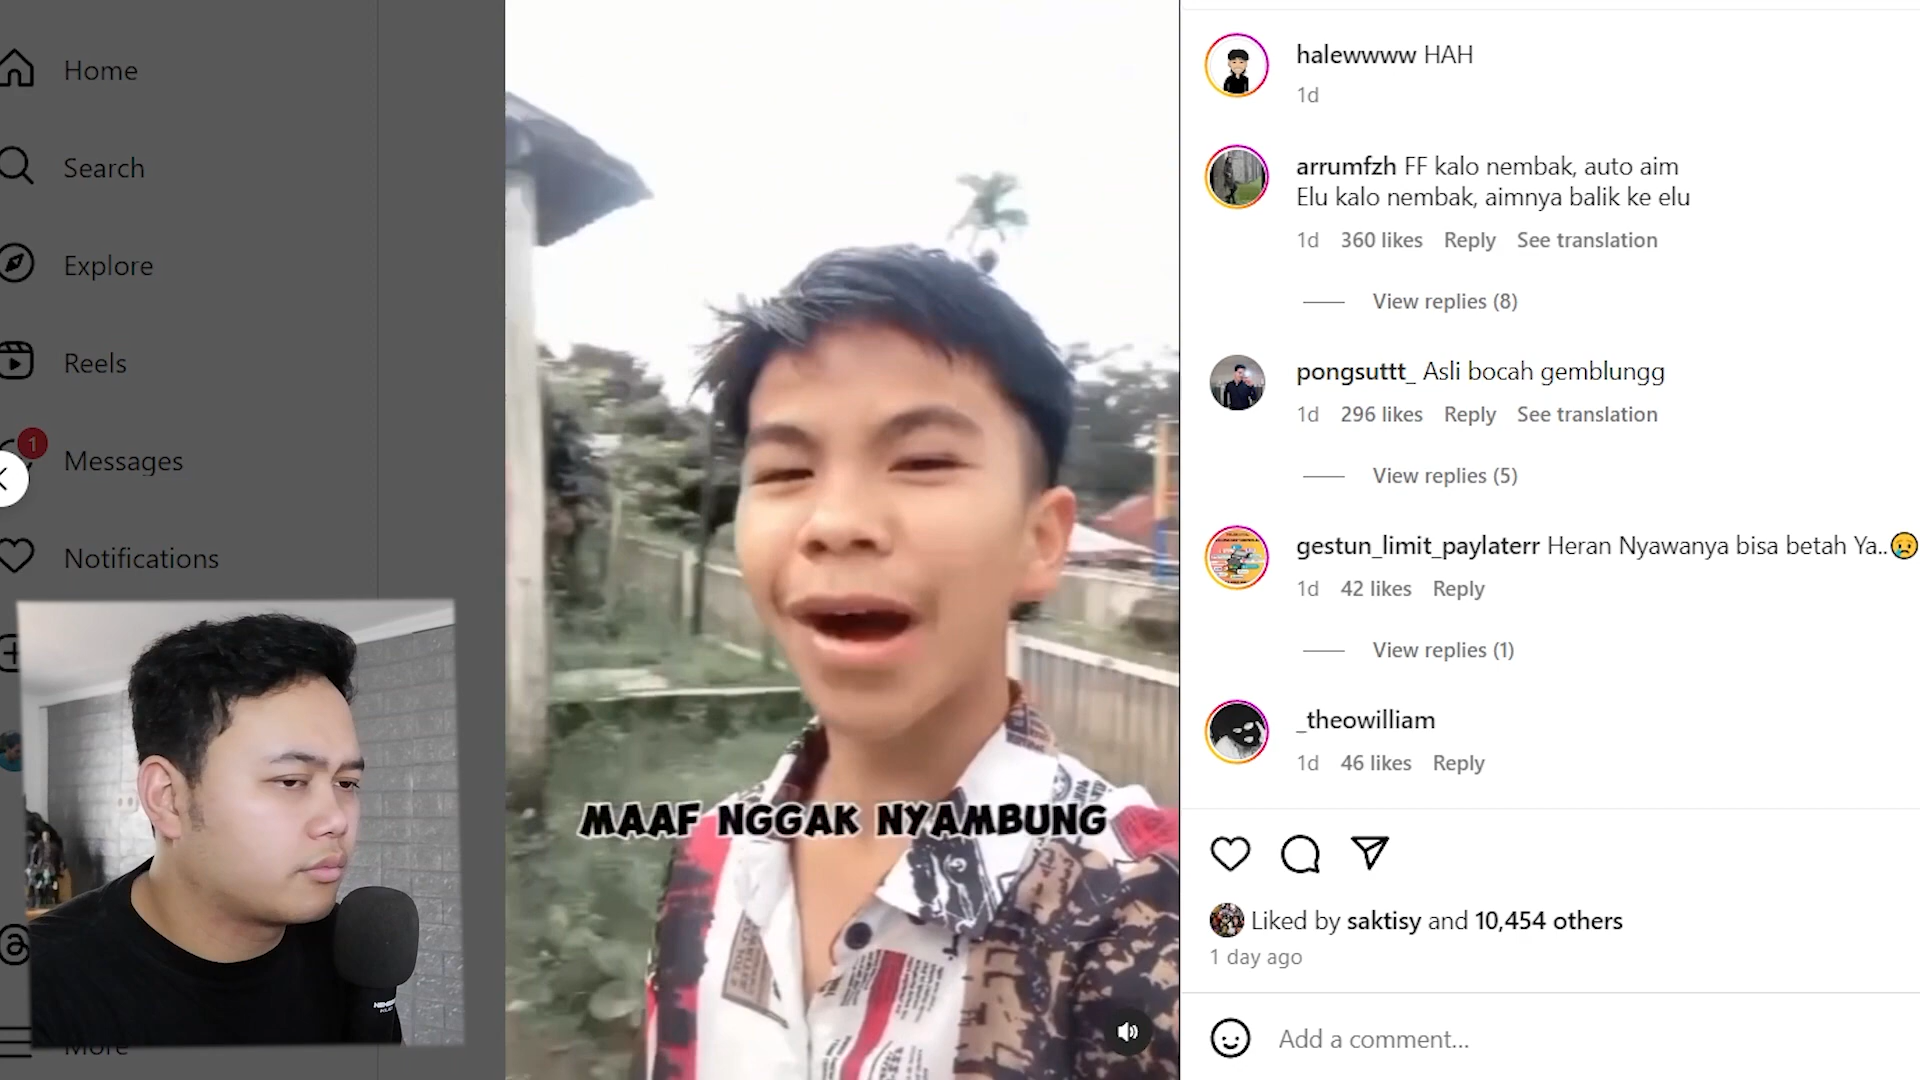 Home
Search
Explore
Reels
1
Messages
Notifications
More
MAAF NGGAK NYAMBUNG
halewwww HAH
1d
arrumfzh FF kalo nembak, auto aim
Elu kalo nembak, aimnya balik ke elu
1d 360 likes Reply See translation
View replies (8)
pongsuttt_ Asli bocah gemblungg
1d 296 likes Reply See translation
View replies (5)
gestun_limit_paylaterr Heran Nyawanya bisa betah Ya..😥
1d 42 likes Reply
View replies (1)
_theowilliam
1d 46 likes Reply
Liked by saktisy and 10,454 others
1 day ago
Add a comment...